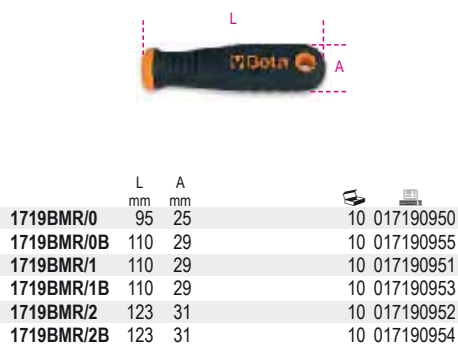 L
Beta
A
L A
mm mm
1719BMR/0 95 25 10 017190950
1719BMR/0B 110 29 10 017190955
1719BMR/1 110 29 10 017190951
1719BMR/1B 110 29 10 017190953
1719BMR/2 123 31 10 017190952
1719BMR/2B 123 31 10 017190954